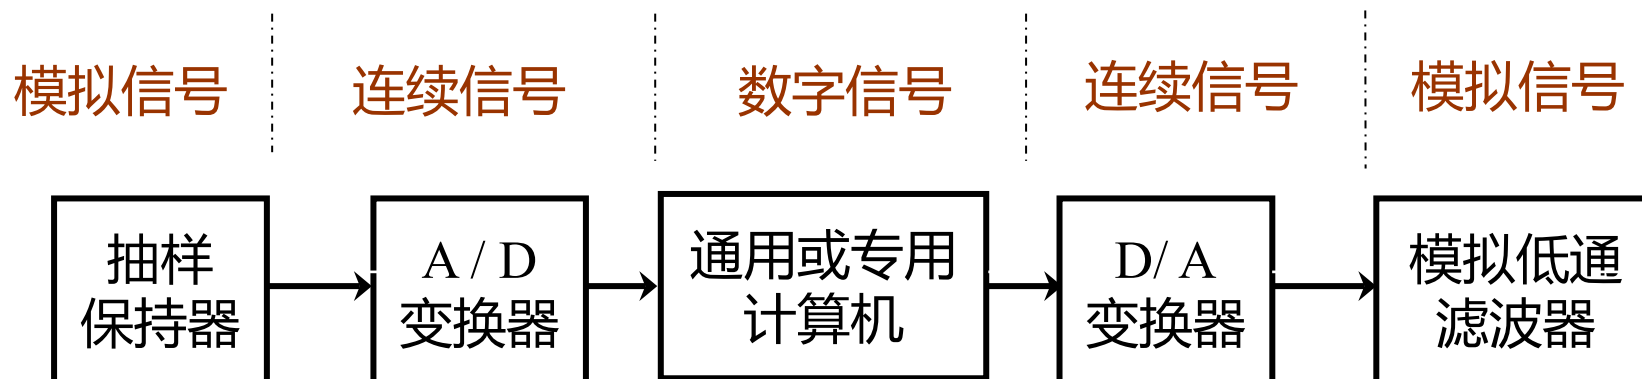 模拟信号
连续信号
数字信号
连续信号
模拟信号
抽样
保持器
A / D
变换器
通用或专用
计算机
D/ A
变换器
模拟低通
滤波器